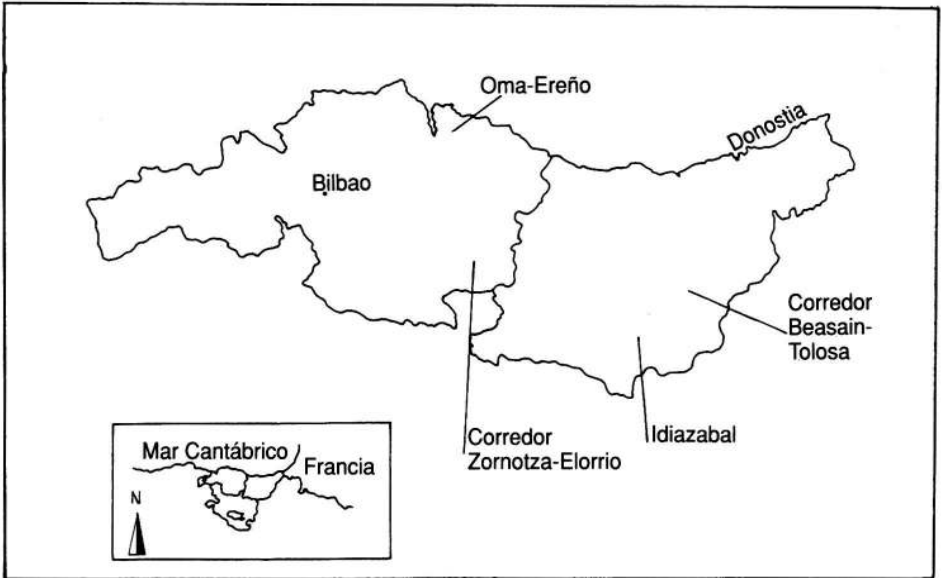 Oma-Ereño
Donostia
Bilbao
Corredor
Beasain-
Tolosa
Idiazabal
Corredor
Zornotza-Elorrio
Mar Cantábrico
Francia
N